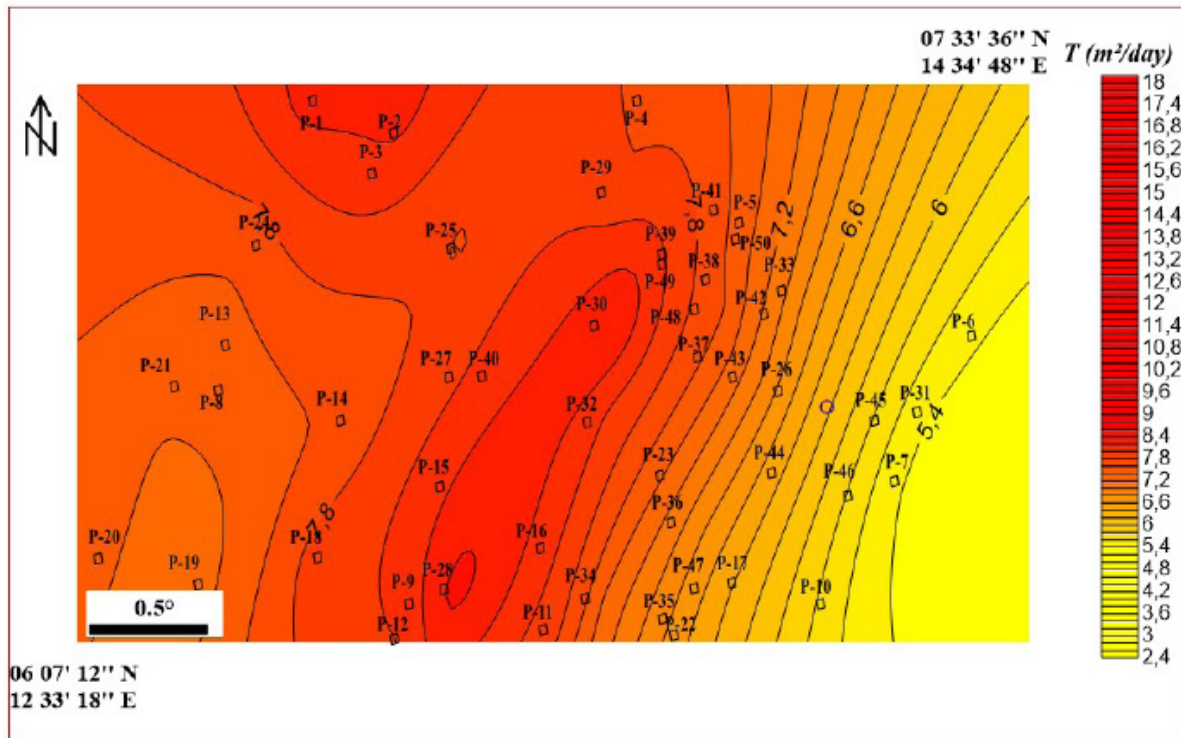 07 33' 36'' N
14 34' 48'' E
T (m²/day)
N
18
17,4
16,8
16,2
15,6
15
14,4
13,8
13,2
12,6
12
11,4
10,8
10,2
9,6
9
8,4
7,8
7,2
6,6
6
5,4
4,8
4,2
3,6
3
2,4
P-1
P-2
P-3
P-4
P-29
P-41
P-5
P-50
P-24
7,8
P-25
P-39
7,8
7,2
6,6
6
P-49
P-38
P-33
P-13
P-30
P-48
P-42
P-6
P-21
P-8
P-27
P-40
P-37
P-43
P-26
P-14
P-32
P-45
P-31
5,4
P-15
P-23
P-44
P-46
P-7
P-36
7,8
P-20
P-18
P-16
P-19
P-9
P-28
P-34
P-47
P-17
P-10
P-12
P-11
P-35
P-22
0.5°
06 07' 12'' N
12 33' 18'' E